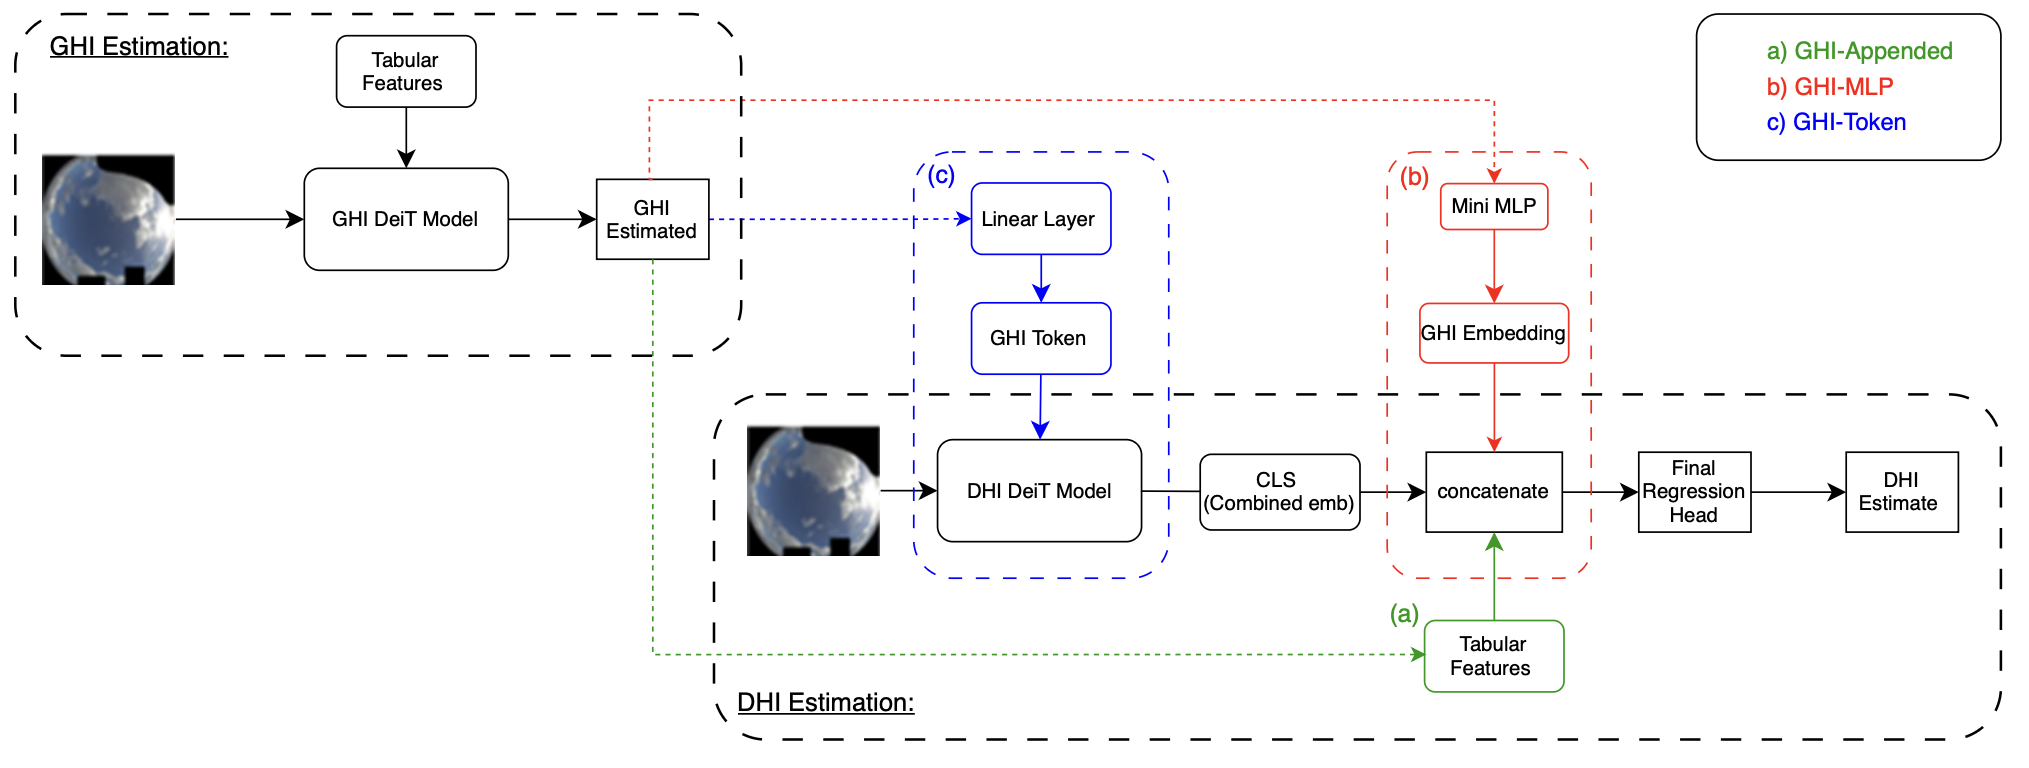 GHI Estimation:
Tabular
Features
GHI DeiT Model
GHI
Estimated
a) GHI-Appended
b) GHI-MLP
c) GHI-Token
(c)
Linear Layer
GHI Token
(b)
Mini MLP
GHI Embedding
DHI DeiT Model
CLS
(Combined emb)
concatenate
Final
Regression
Head
DHI
Estimate
(a)
Tabular
Features
DHI Estimation: